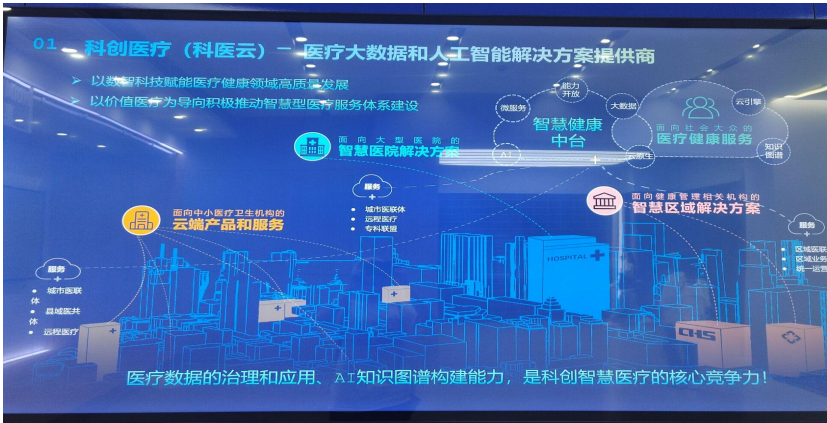 01 科创医疗（科医云）— 医疗大数据和人工智能解决方案提供商
➢ 以数智科技赋能医疗健康领域高质量发展
➢ 以价值医疗为导向积极推动智慧型医疗服务体系建设
能力
开放
微服务
大数据
云引擎
智慧健康
中台
AI
云原生
知识
图谱
面向社会大众的
医疗健康服务
面向大型医院的
智慧医院解决方案
服务
+
• 城市医联体
• 远程医疗
• 专科联盟
面向健康管理相关机构的
智慧区域解决方案
服务
+
• 区域医联
• 区域业务
• 统一运营
面向中小医疗卫生机构的
云端产品和服务
服务
+
• 城市医联
体
• 县域医共
体
• 远程医疗
HOSPITAL
CHS
医疗数据的治理和应用、AI知识图谱构建能力，是科创智慧医疗的核心竞争力！